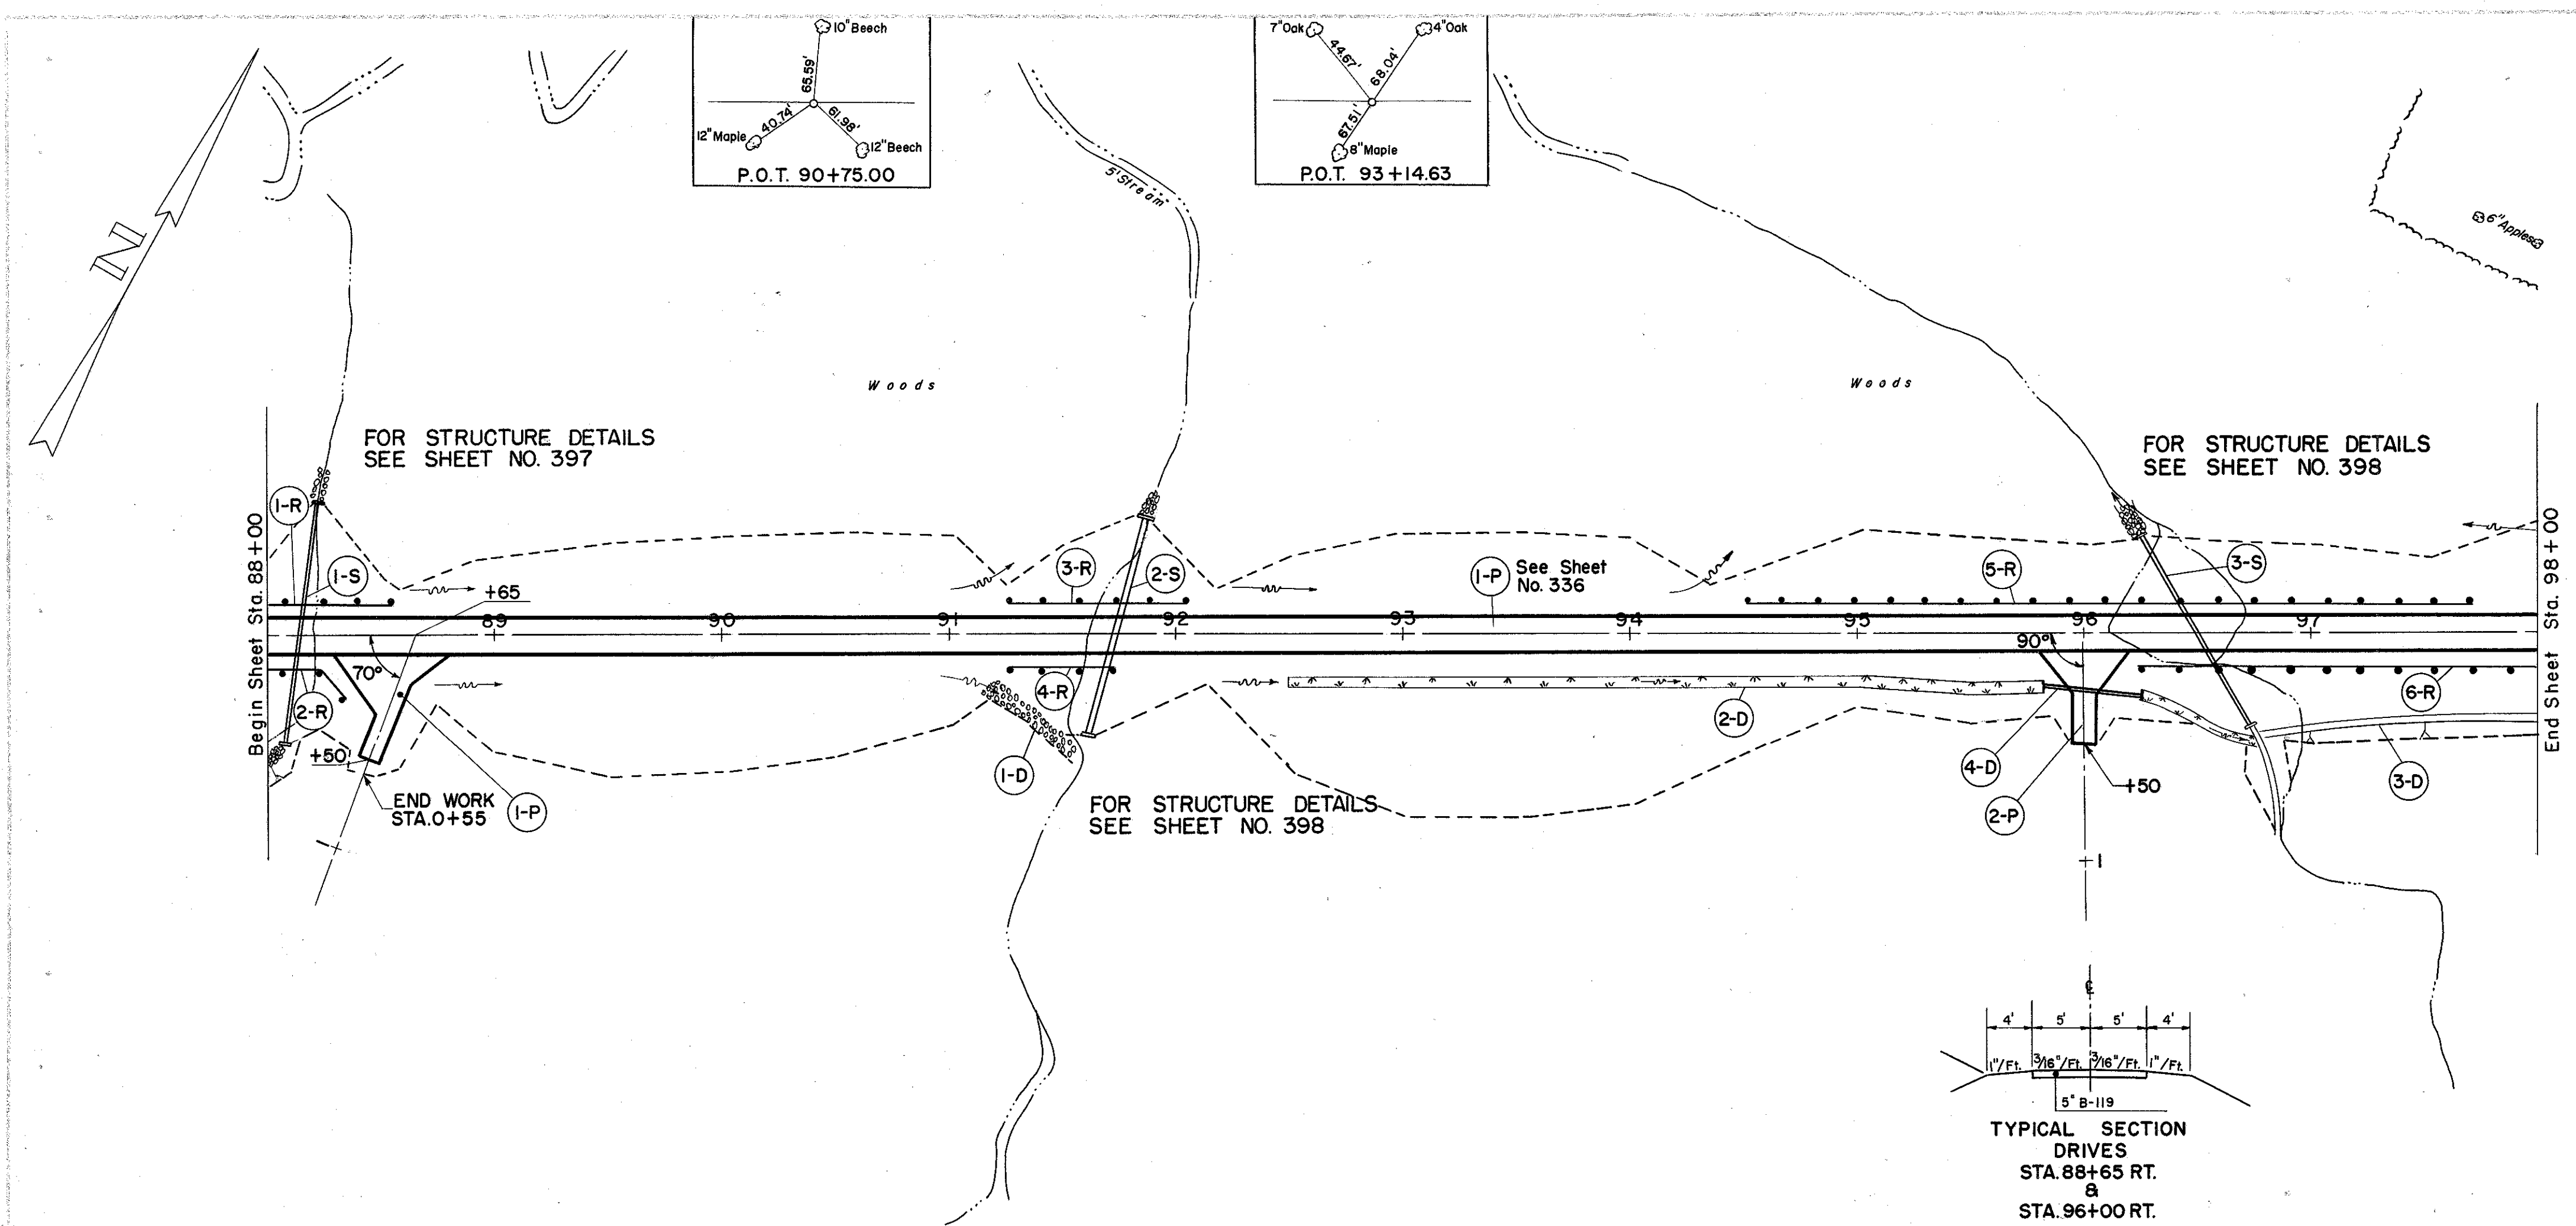 10" Beech
65.59'
40.74'
61.98'
12" Maple
12" Beech
P.O.T. 90+75.00
7" Oak
4" Oak
44.67'
68.04'
67.51'
8" Maple
P.O.T. 93+14.63
5' Stream
6" Apples
N
Woods
Woods
FOR STRUCTURE DETAILS
SEE SHEET NO. 397
FOR STRUCTURE DETAILS
SEE SHEET NO. 398
Begin Sheet Sta. 88+00
End Sheet Sta. 98+00
1-R
1-S
+65
3-R
2-S
1-P
See Sheet
No. 336
5-R
3-S
89
90
91
92
93
94
95
96
97
70°
90°
2-R
4-R
2-D
6-R
+50
END WORK
STA. 0+55
1-P
1-D
4-D
2-P
+50
3-D
FOR STRUCTURE DETAILS
SEE SHEET NO. 398
1
℄
4' 5' 5' 4'
1"/Ft. 3/16"/Ft. 3/16"/Ft. 1"/Ft.
5" B-119
TYPICAL SECTION
DRIVES
STA. 88+65 RT.
&
STA. 96+00 RT.